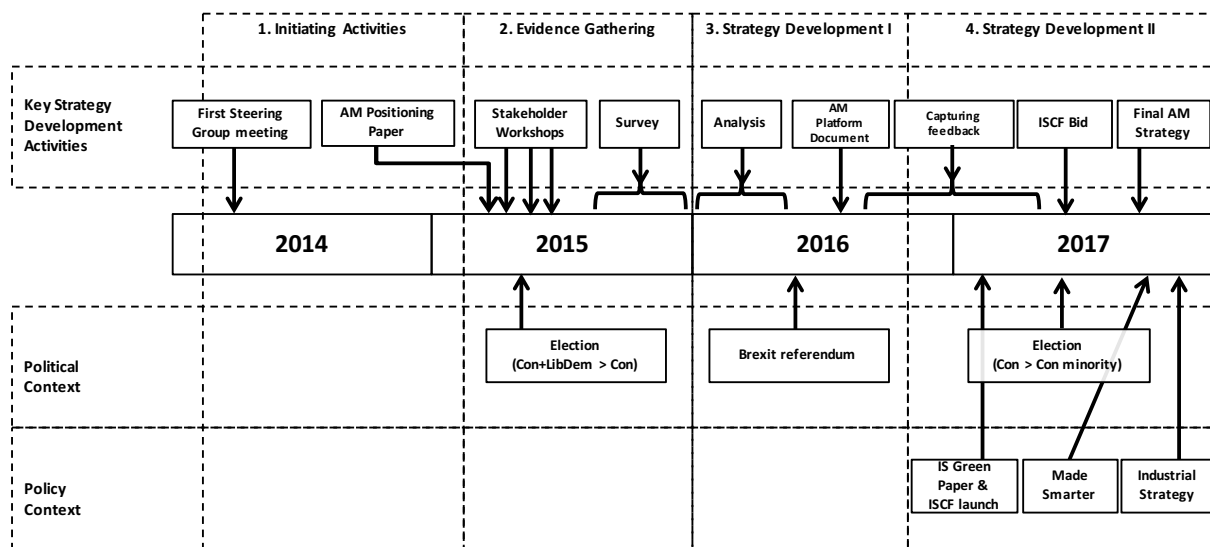 1. Initiating Activities
2. Evidence Gathering
3. Strategy Development I
4. Strategy Development II
Key Strategy
Development
Activities
First Steering
Group meeting
AM Positioning
Paper
Stakeholder
Workshops
Survey
Analysis
AM
Platform
Document
Capturing
feedback
ISCF Bid
Final AM
Strategy
2014
2015
2016
2017
Political
Context
Election
(Con+LibDem > Con)
Brexit referendum
Election
(Con > Con minority)
Policy
Context
IS Green
Paper &
ISCF launch
Made
Smarter
Industrial
Strategy